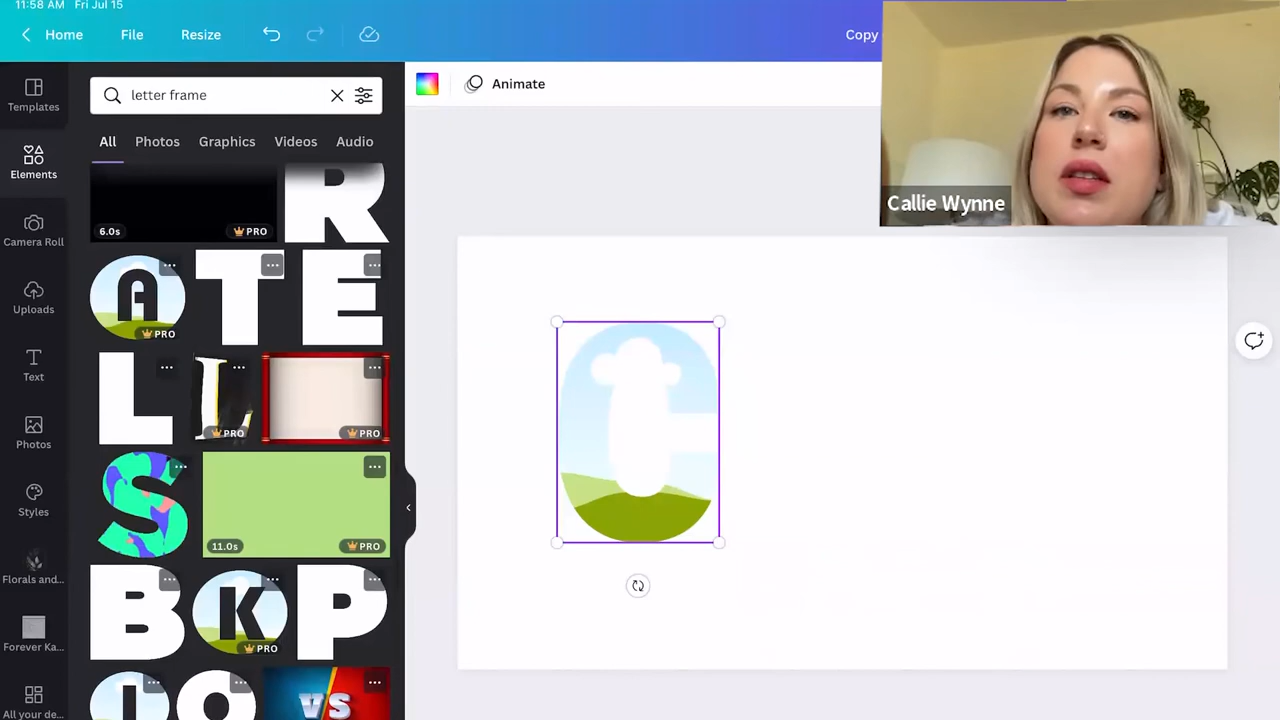 11:58 AM Fri Jul 15
Home
File
Resize
Copy
Templates
Elements
Camera Roll
Uploads
Text
Photos
Styles
Florals and...
Forever Ka...
All your de...
letter frame
All
Photos
Graphics
Videos
Audio
Animate
Callie Wynne
6.0s
PRO
R
A
PRO
T
E
L
L
PRO
PRO
S
11.0s
PRO
B
K
PRO
P
VS